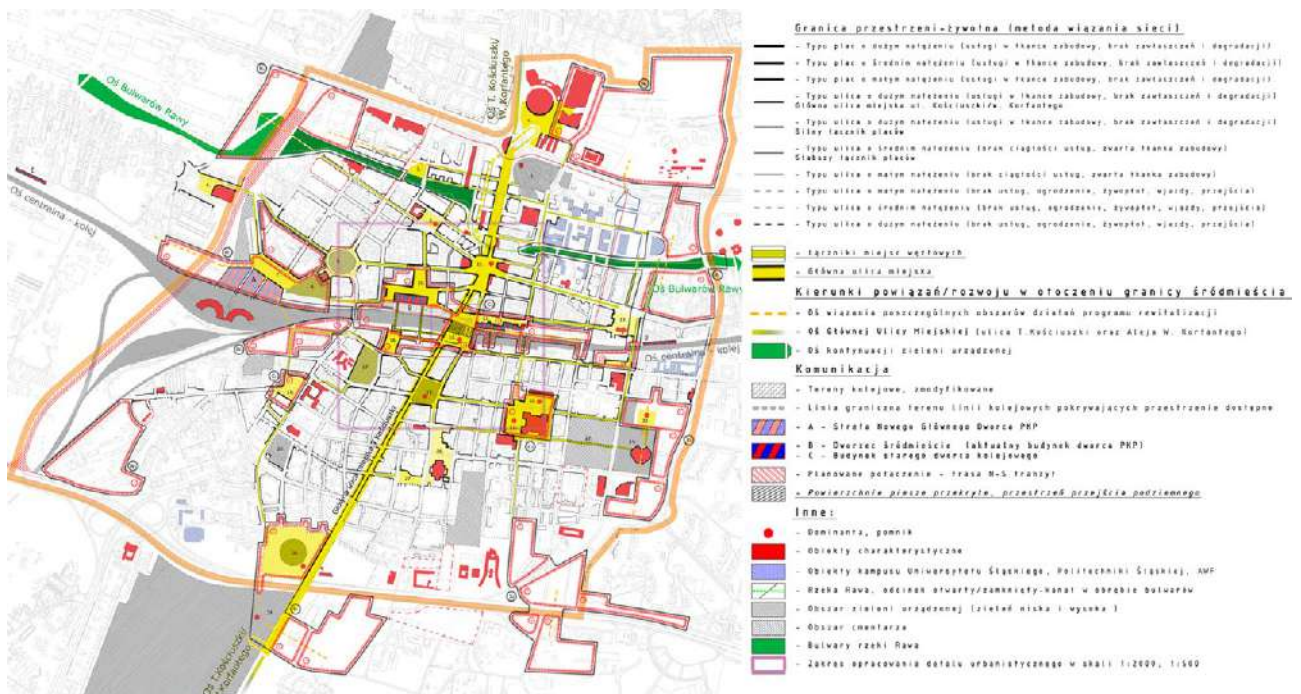 Oś Bulwarów Rawy
Oś T. Kościuszki/
W. Korfantego
Oś centralna - kolej
Oś Bulwarów Rawy
Oś centralna - kolej
Oś T.Kościuszki/
Korfantego
Granica przestrzeni-żywotna (metoda wiązania sieci)
- Typu plac o dużym natężeniu (usługi w tkance zabudowy, brak zawłaszczeń i degradacji)
- Typu plac o średnim natężeniu (usługi w tkance zabudowy, brak zawłaszczeń i degradacji)
- Typu plac o małym natężeniu (usługi w tkance zabudowy, brak zawłaszczeń i degradacji)
- Typu ulica o dużym natężeniu (usługi w tkance zabudowy, brak zawłaszczeń i degradacji)
Główna ulica miejska ul. Kościuszki/w. Korfantego
- Typu ulica o dużym natężeniu (usługi w tkance zabudowy, brak zawłaszczeń i degradacji)
Silny łącznik placów
- Typu ulica o średnim natężeniu (brak ciągłości usług, zwarta tkanka zabudowy)
Słabszy łącznik placów
- Typu ulica o małym natężeniu (brak ciągłości usług, zwarta tkanka zabudowy)
- Typu ulica o małym natężeniu (brak usług, ogrodzenie, żywopłot, wjazdy, przejścia)
- Typu ulica o średnim natężeniu (brak usług, ogrodzenie, żywopłot, wjazdy, przejścia)
- Typu ulica o dużym natężeniu (brak usług, ogrodzenie, żywopłot, wjazdy, przejścia)
- Łączniki miejsc węzłowych
- Główna ulica miejska
Kierunki powiązań/rozwoju w otoczeniu granicy śródmieścia
- Oś wiązania poszczególnych obszarów działań programu rewitalizacji
- Oś Głównej Ulicy Miejskiej (ulica T.Kościuszki oraz Aleja W. Korfantego)
- Oś kontynuacji zieleni urządzonej
Komunikacja
- Tereny kolejowe, zmodyfikowane
- Linia graniczna terenu linii kolejowych pokrywających przestrzenie dostępne
- A - Strefa Nowego Głównego Dworca PKP
- B - Dworzec Śródmieście (aktualny budynek dworca PKP)
- C - Budynek starego dworca kolejowego
- Planowane połączenie - trasa N-S tranzyt
- Powierzchnie piesze przekryte, przestrzeń przejścia podziemnego
Inne:
- Dominanta, pomnik
- Obiekty charakterystyczne
- Obiekty kampusu Uniwersytetu Śląskiego, Politechniki Śląskiej, AWF
- Rzeka Rawa, odcinek otwarty/zamknięty-kanał w obrębie bulwarów
- Obszar zieleni urządzonej (zieleń niska i wysoka )
- Obszar cmentarza
- Bulwary rzeki Rawa
- Zakres opracowania detalu urbanistycznego w skali 1:2000, 1:500